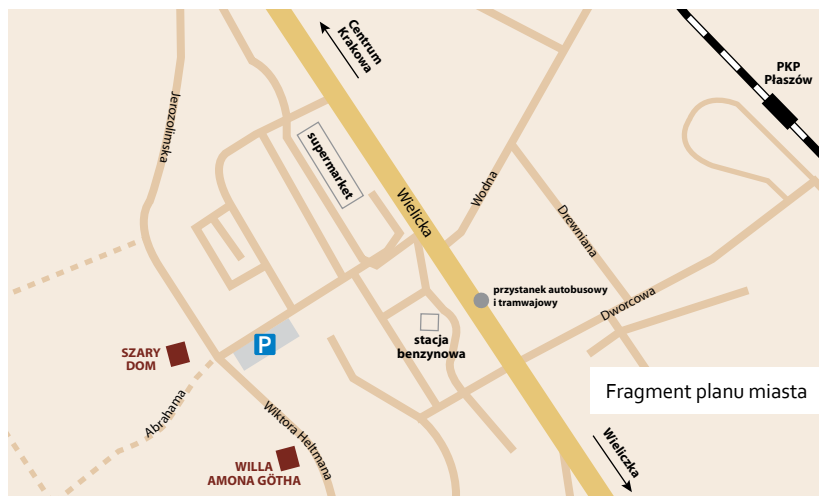 Centrum
Krakowa
PKP
Płaszów
Jerozolimska
supermarket
Wielicka
Wodna
Drewniana
przystanek autobusowy
i tramwajowy
Dworcowa
stacja
benzynowa
P
SZARY
DOM
Abrahama
Wiktora Heltmana
Fragment planu miasta
WILLA
AMONA GÖTHA
Wieliczka